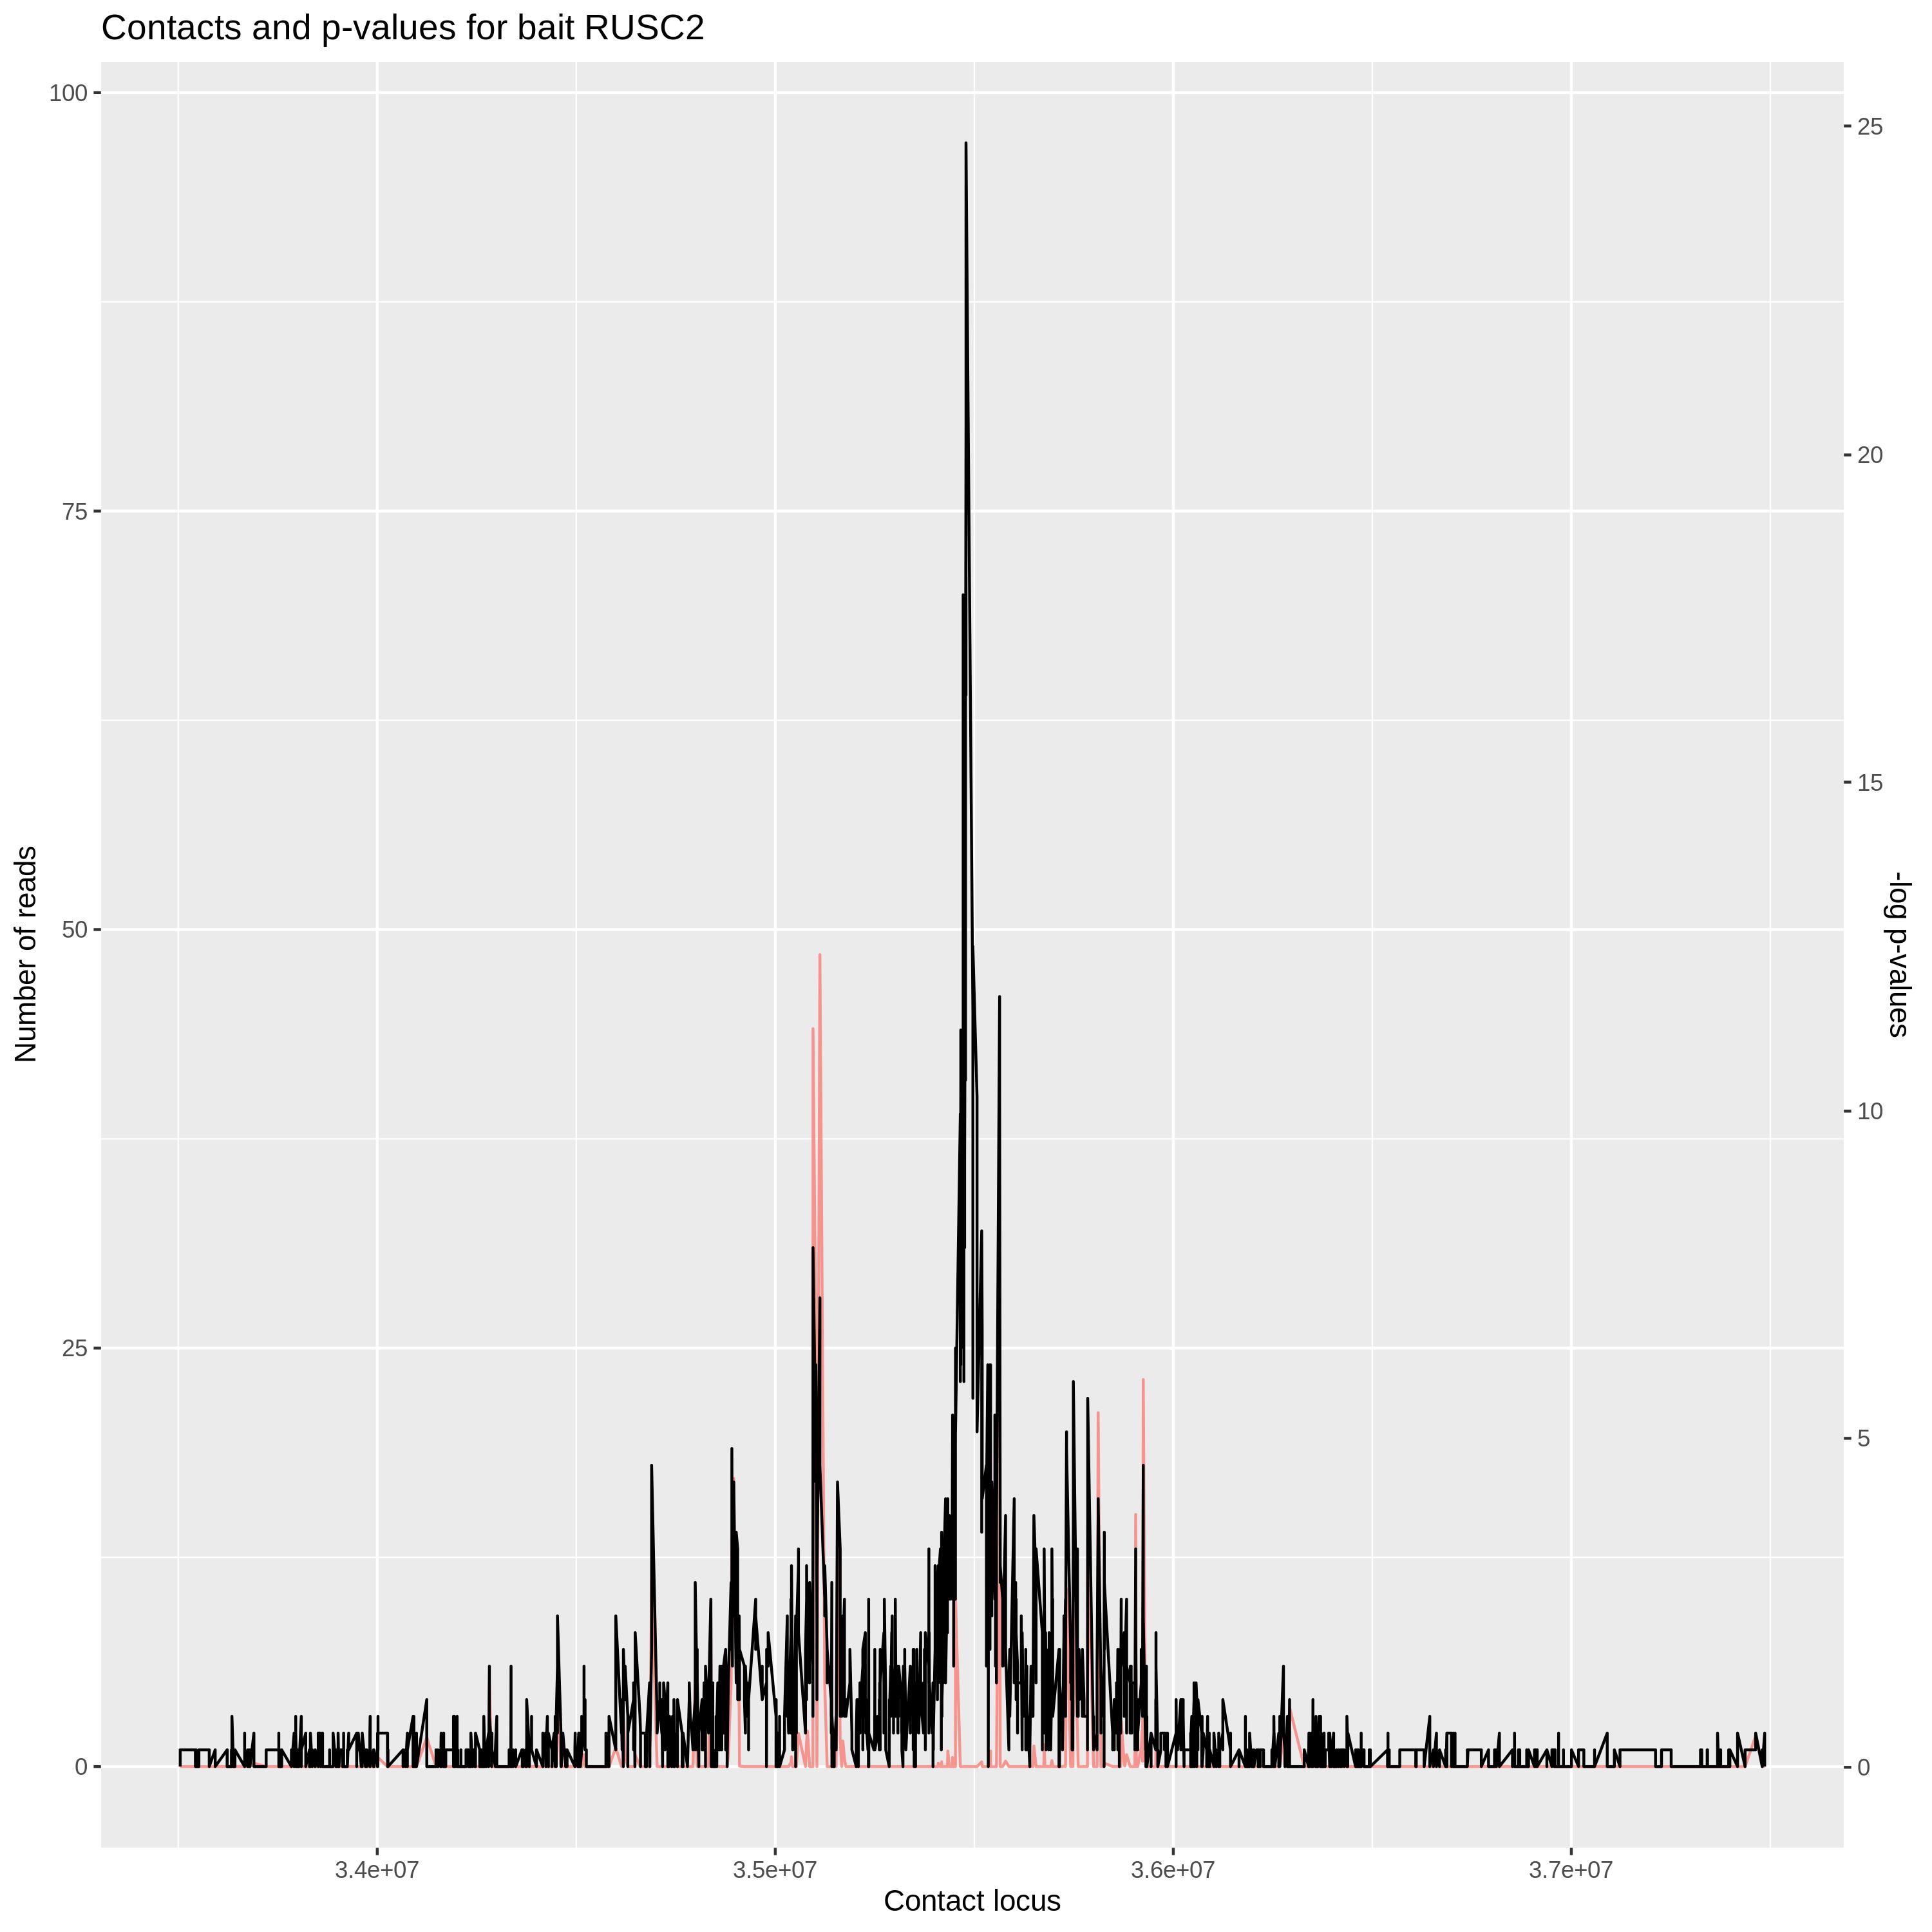 Contacts and p-values for bait RUSC2
100
75
50
25
0
Number of reads
25
20
15
10
5
0
-log p-values
3.4e+07
3.5e+07
3.6e+07
3.7e+07
Contact locus